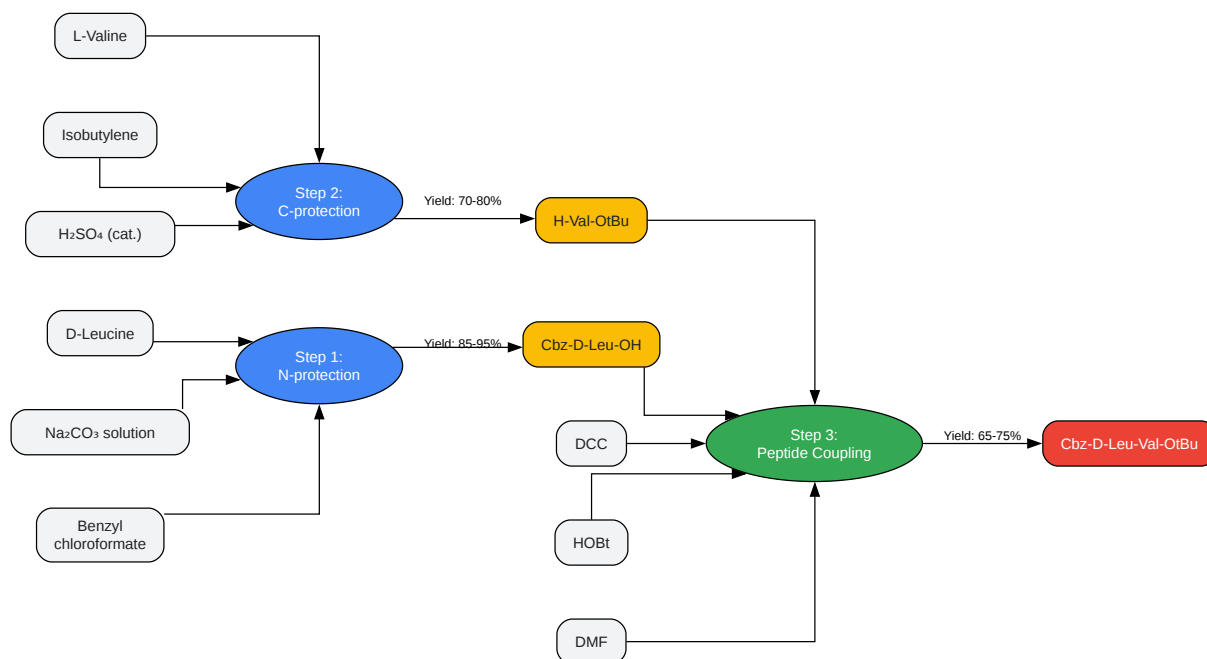 L-Valine
Isobutylene
H₂SO₄ (cat.)
Step 2:
C-protection
Yield: 70-80%
H-Val-OtBu
D-Leucine
Na₂CO₃ solution
Benzyl
chloroformate
Step 1:
N-protection
Yield: 85-95%
Cbz-D-Leu-OH
DCC
HOBt
DMF
Step 3:
Peptide Coupling
Yield: 65-75%
Cbz-D-Leu-Val-OtBu